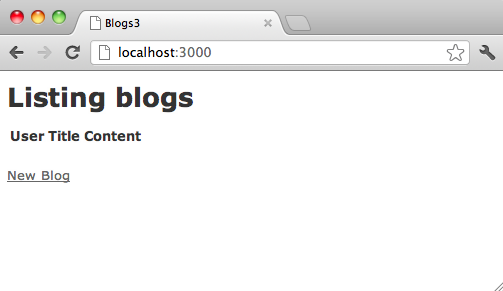 Blogs3
localhost:3000
Listing blogs
User Title Content
New Blog